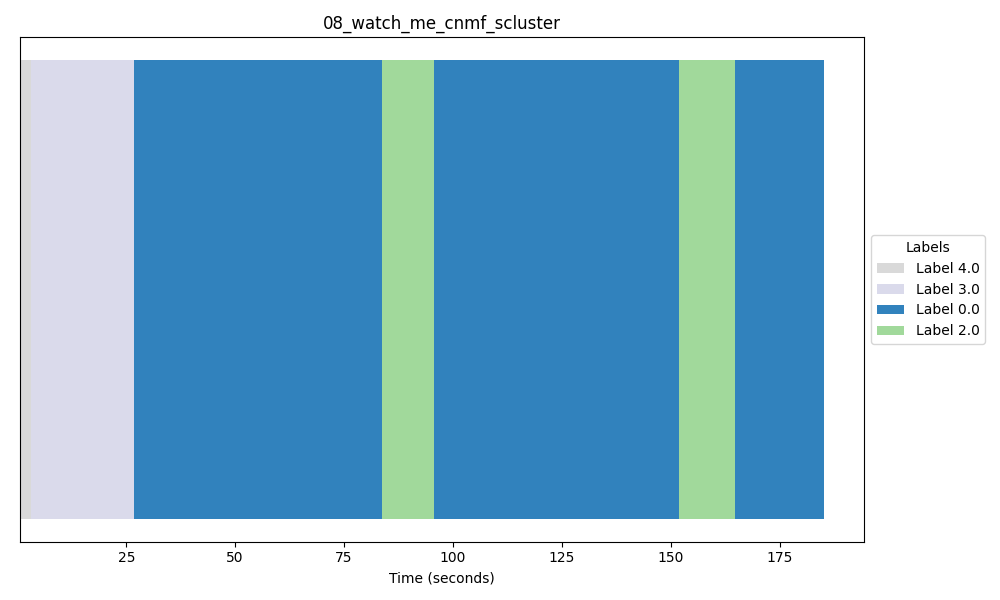 08_watch_me_cnmf_scluster
Labels
Label 4.0
Label 3.0
Label 0.0
Label 2.0
25 50 75 100 125 150 175
Time (seconds)